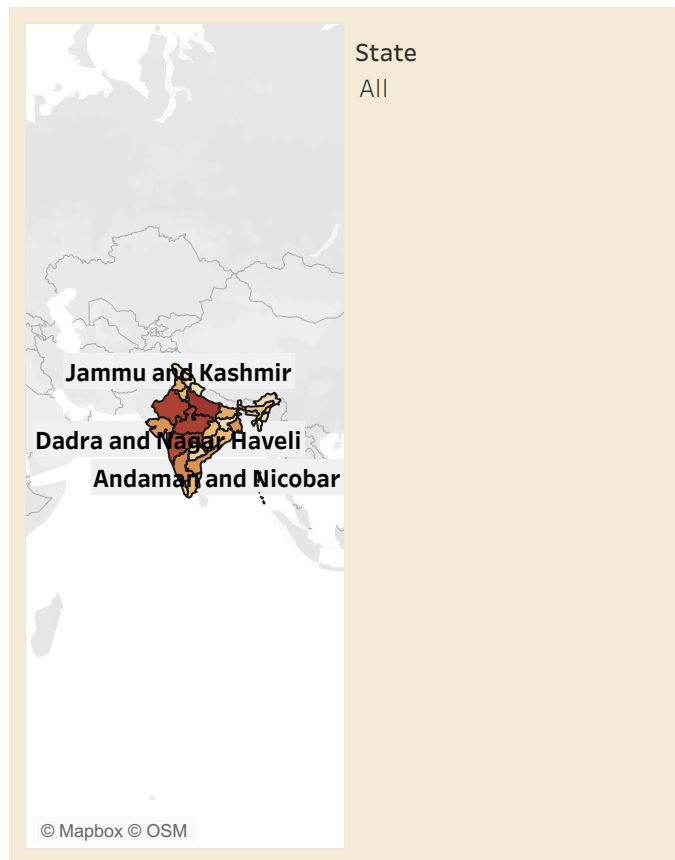 State
All
Jammu and Kashmir
Dadra and Nagar Haveli
Andaman and Nicobar
© Mapbox © OSM